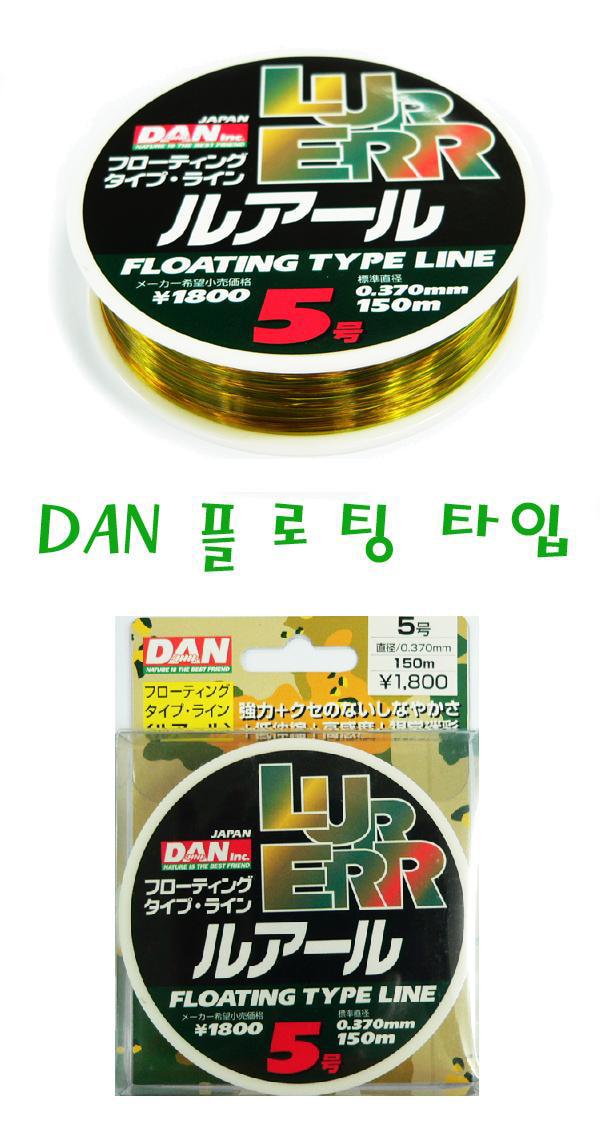 LURERR
JAPAN
DAN Inc.
NATURE IS THE BEST FRIEND
フローティング
タイプ・ライン
ルアール
FLOATING TYPE LINE
メーカー希望小売価格
¥1800
5号
標準直径
0.370mm
150m
DAN 플로팅 타입
DAN
NATURE IS THE BEST FRIEND
5号
直径/0.370mm
150m
¥1,800
フローティング
タイプ・ライン
強力+クセのないしなやかさ
LURERR
JAPAN
DAN Inc.
NATURE IS THE BEST FRIEND
フローティング
タイプ・ライン
ルアール
FLOATING TYPE LINE
メーカー希望小売価格
¥1800
5号
標準直径
0.370mm
150m